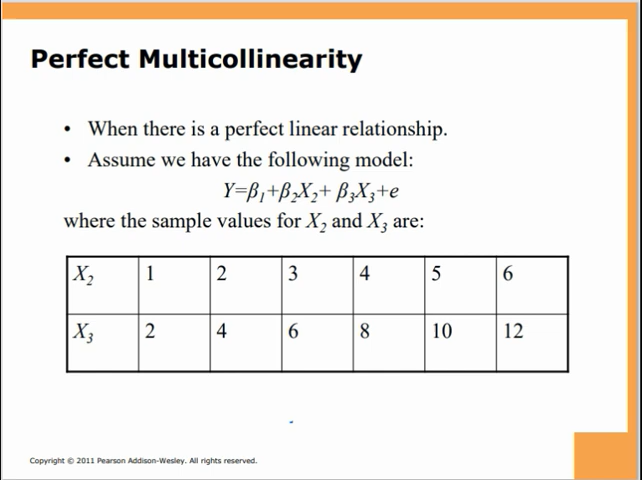 Perfect Multicollinearity
• When there is a perfect linear relationship.
• Assume we have the following model:
Y=β₁+β₂X₂+ β₃X₃+e
where the sample values for X₂ and X₃ are:
X₂ 1 2 3 4 5 6
X₃ 2 4 6 8 10 12
Copyright © 2011 Pearson Addison-Wesley. All rights reserved.